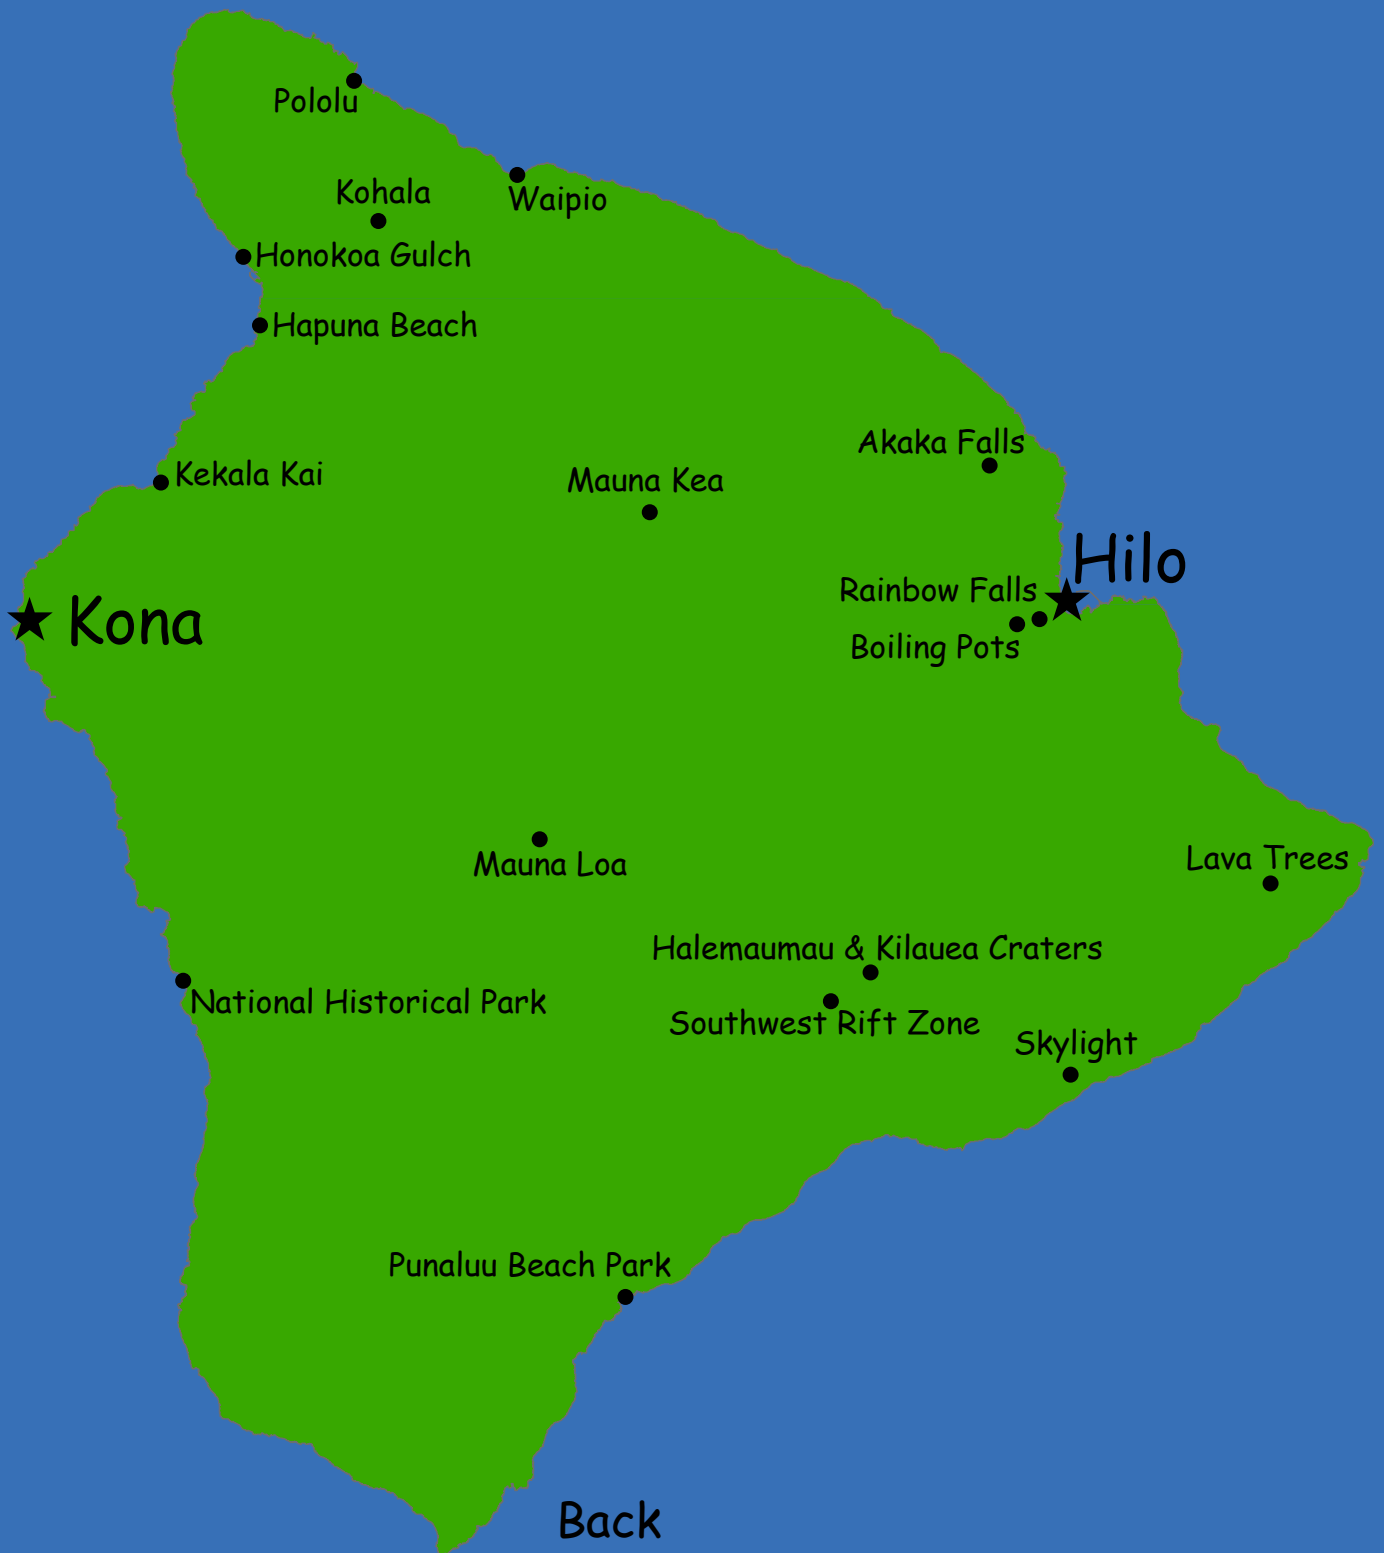 Pololu
Kohala
Waipio
Honokoa Gulch
Hapuna Beach
Akaka Falls
Kekala Kai
Mauna Kea
Hilo
Rainbow Falls
Kona
Boiling Pots
Mauna Loa
Lava Trees
Halemaumau & Kilauea Craters
National Historical Park
Southwest Rift Zone
Skylight
Punaluu Beach Park
Back